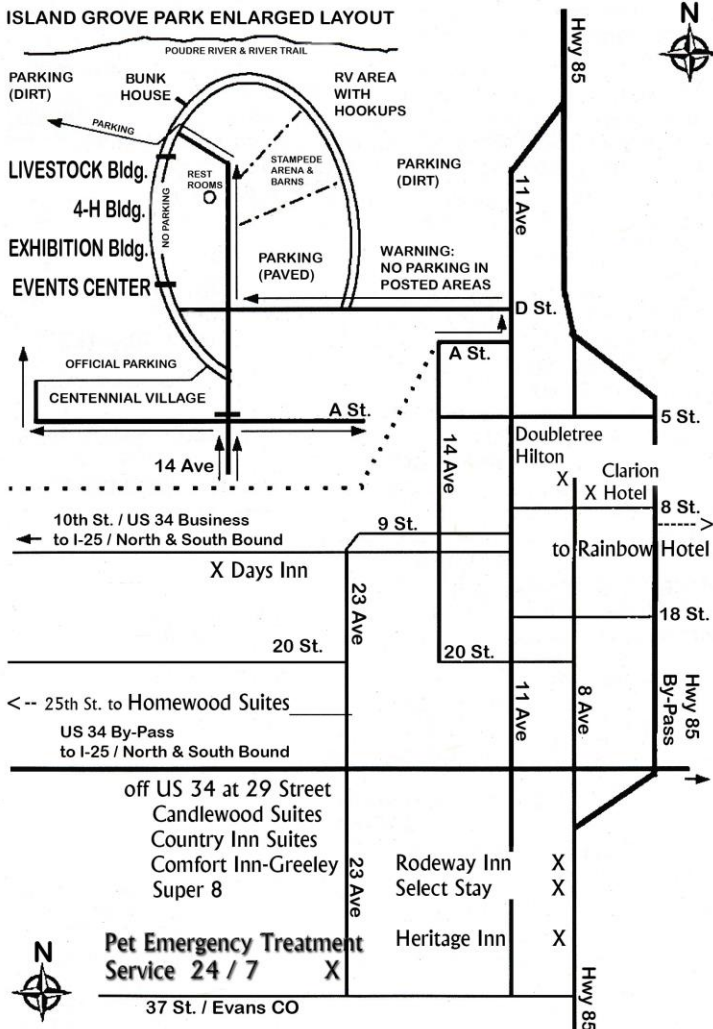 ISLAND GROVE PARK ENLARGED LAYOUT
N
POUDRE RIVER & RIVER TRAIL
Hwy 85
PARKING
(DIRT)
BUNK
HOUSE
RV AREA
WITH
HOOKUPS
PARKING
LIVESTOCK Bldg.
REST
ROOMS
STAMPEDE
ARENA &
BARNS
PARKING
(DIRT)
11 Ave
4-H Bldg.
NO PARKING
EXHIBITION Bldg.
PARKING
(PAVED)
WARNING:
NO PARKING IN
POSTED AREAS
EVENTS CENTER
D St.
A St.
OFFICIAL PARKING
CENTENNIAL VILLAGE
A St.
5 St.
14 Ave
14 Ave
Doubletree
Hilton
X
Clarion
X Hotel
8 St.
----->
to Rainbow Hotel
10th St. / US 34 Business
to I-25 / North & South Bound
9 St.
X Days Inn
23 Ave
18 St.
20 St.
20 St.
<-- 25th St. to Homewood Suites
11 Ave
8 Ave
Hwy 85
By-Pass
US 34 By-Pass
to I-25 / North & South Bound
off US 34 at 29 Street
Candlewood Suites
Country Inn Suites
Comfort Inn-Greeley
Super 8
23 Ave
Rodeway Inn X
Select Stay X
Heritage Inn X
Pet Emergency Treatment
Service 24 / 7 X
N
37 St. / Evans CO
Hwy 85